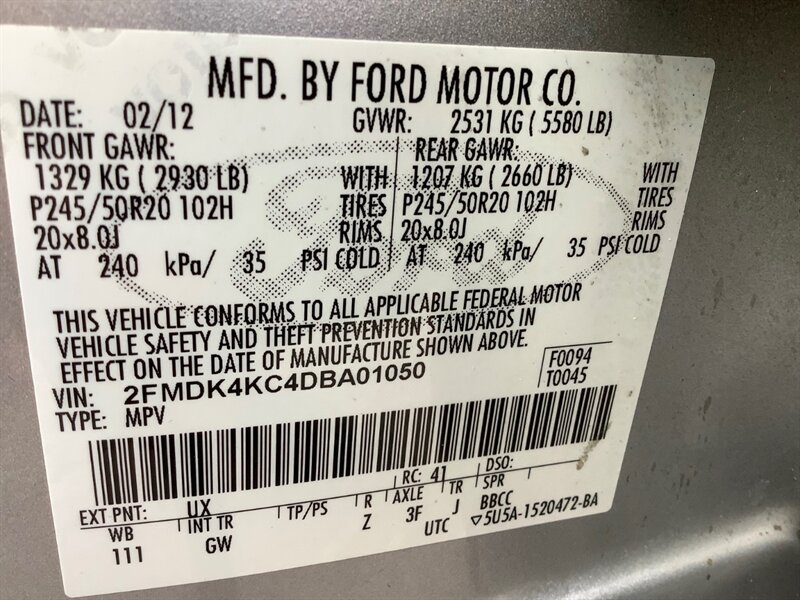 MFD. BY FORD MOTOR CO.
DATE: 02/12 GVWR: 2531 KG ( 5580 LB)
FRONT GAWR: REAR GAWR:
1329 KG ( 2930 LB) WITH 1207 KG ( 2660 LB) WITH
P245/50R20 102H TIRES P245/50R20 102H TIRES
20x8.0J RIMS 20x8.0J RIMS
AT 240 kPa/ 35 PSI COLD AT 240 kPa/ 35 PSI COLD
Ford
THIS VEHICLE CONFORMS TO ALL APPLICABLE FEDERAL MOTOR
VEHICLE SAFETY AND THEFT PREVENTION STANDARDS IN
EFFECT ON THE DATE OF MANUFACTURE SHOWN ABOVE.
VIN: 2FMDK4KC4DBA01050 F0094
TYPE: MPV T0045
EXT PNT: UX RC: 41 DSO:
WB INT TR TP/PS R AXLE TR SPR
111 GW Z 3F J BBCC
UTC ▽5U5A-1520472-BA